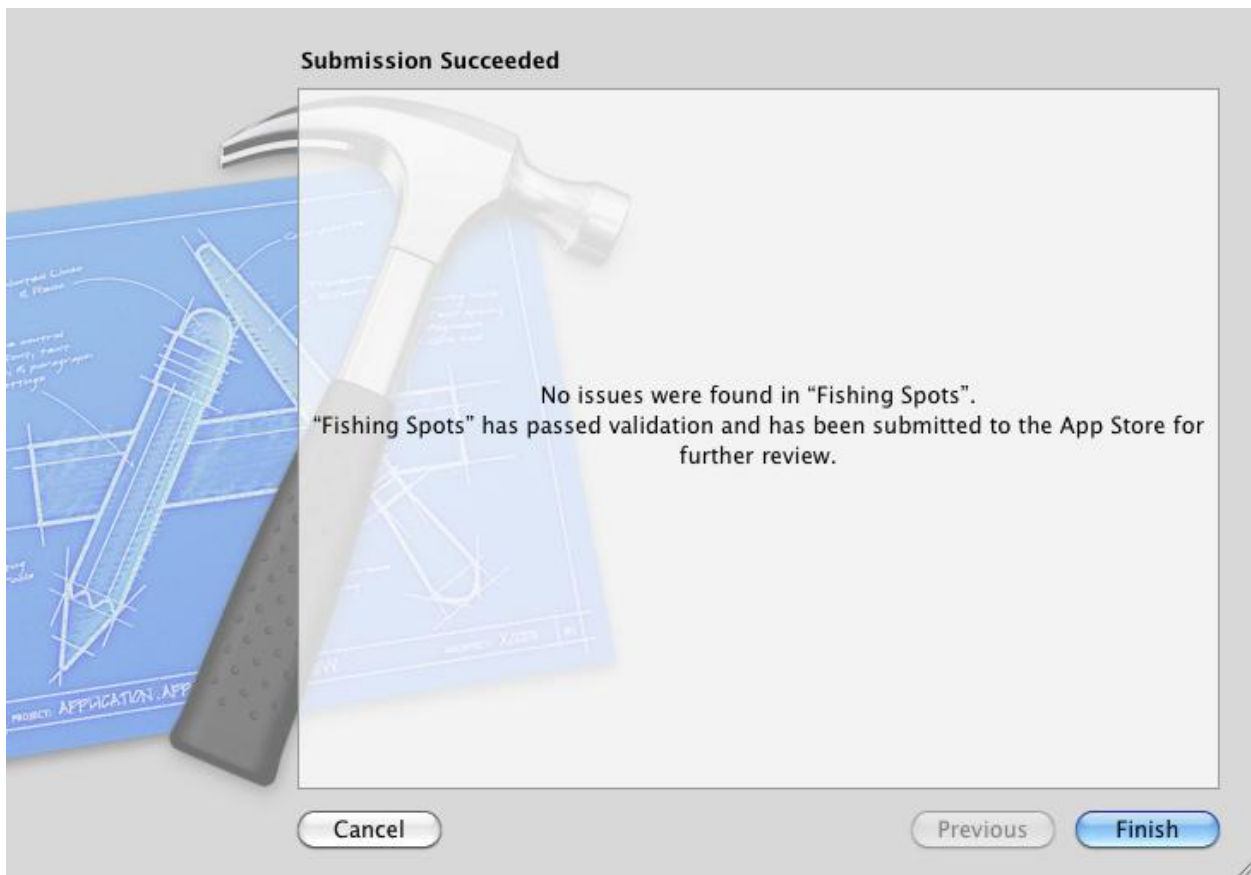 Submission Succeeded
No issues were found in “Fishing Spots”.
“Fishing Spots” has passed validation and has been submitted to the App Store for
further review.
PROJECT: APPLICATION.APP
Cancel
Previous
Finish